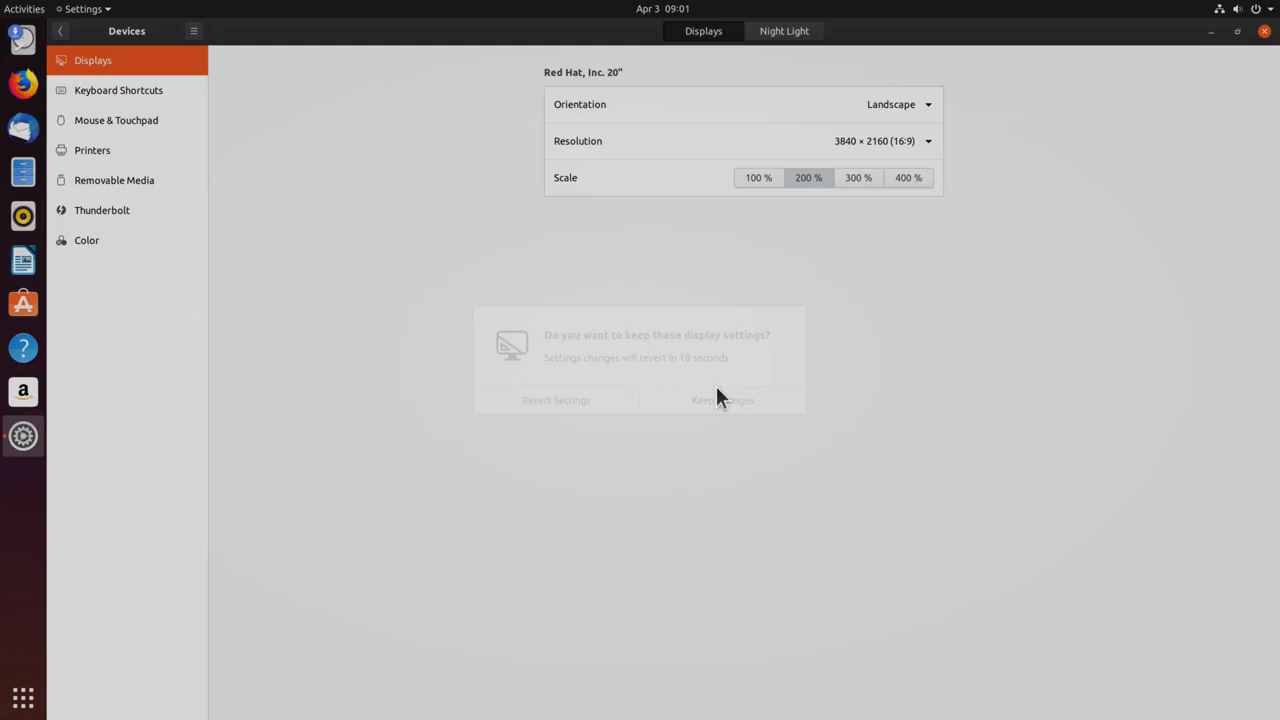 Activities
Settings
Apr 3 09:01
Devices
Displays
Night Light
Displays
Keyboard Shortcuts
Mouse & Touchpad
Printers
Removable Media
Thunderbolt
Color
Red Hat, Inc. 20"
Orientation
Landscape
Resolution
3840 × 2160 (16:9)
Scale
100 %
200 %
300 %
400 %
Do you want to keep these display settings?
Settings changes will revert in 18 seconds
Revert Settings
Keep Changes